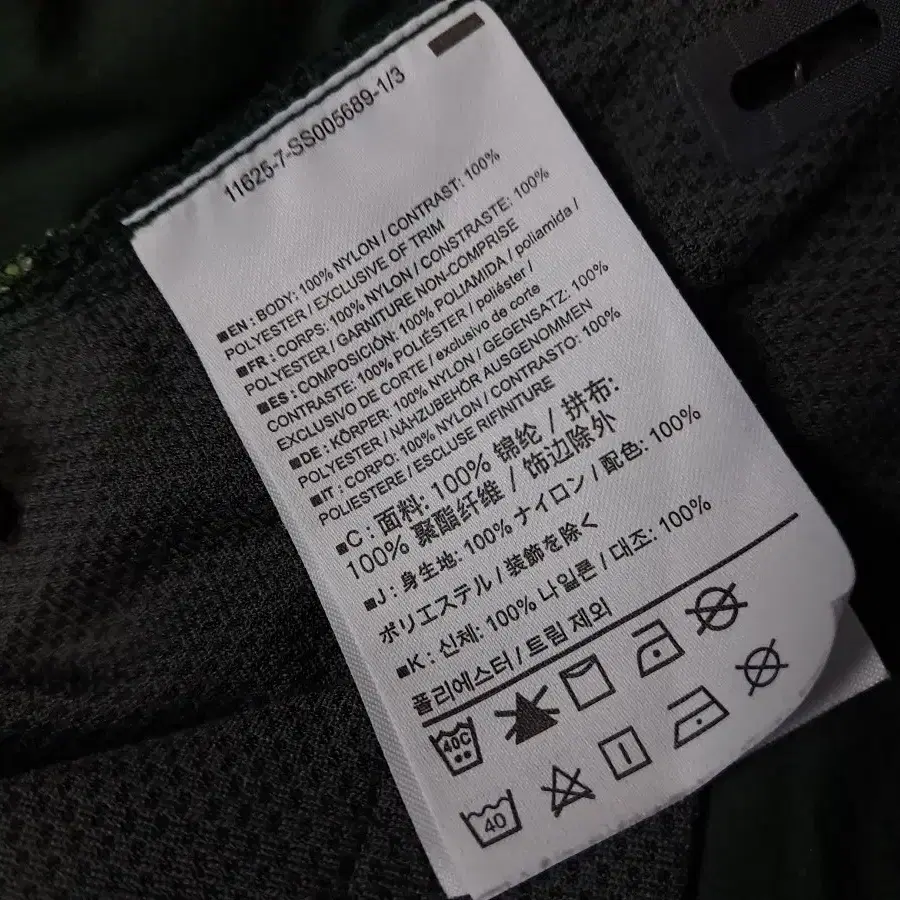 11625-7-SS005689-1/3
■EN : BODY: 100% NYLON / CONTRAST: 100%
POLYESTER / EXCLUSIVE OF TRIM
■FR : CORPS: 100% NYLON / CONSTRASTE: 100%
POLYESTER / GARNITURE NON-COMPRISE
■ES : COMPOSICIÓN: 100% POLIAMIDA / poliamida /
CONTRASTE: 100% POLIÉSTER / poliéster /
EXCLUSIVO DE CORTE / exclusivo de corte
■DE : KÖRPER: 100% NYLON / GEGENSATZ: 100%
POLYESTER / NÄHZUBEHÖR AUSGENOMMEN
■IT : CORPO: 100% NYLON / CONTRASTO: 100%
POLIESTERE / ESCLUSE RIFINITURE
■C : 面料: 100% 锦纶 / 拼布:
100% 聚酯纤维 / 饰边除外
■J : 身生地: 100% ナイロン / 配色: 100%
ポリエステル / 装飾を除く
■K : 신체: 100% 나일론 / 대조: 100%
폴리에스터 / 트림 제외
40C
40